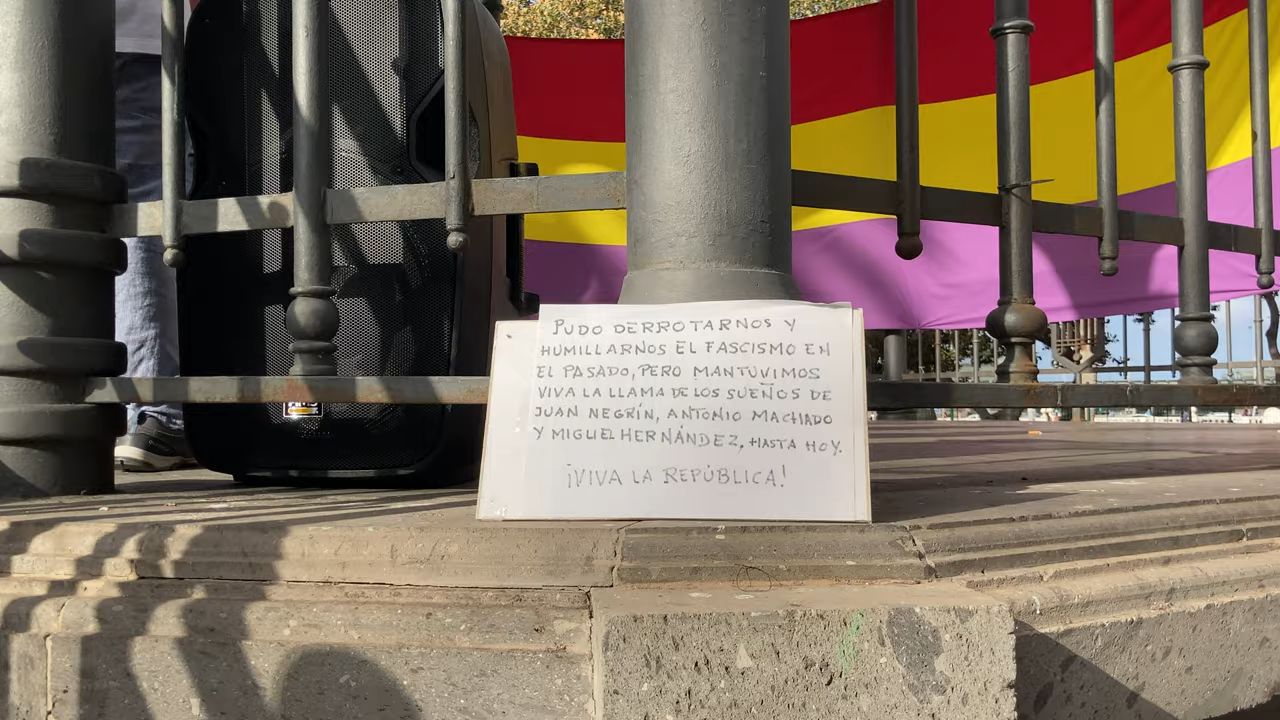 PUDO DERROTARNOS Y
HUMILLARNOS EL FASCISMO EN
EL PASADO, PERO MANTUVIMOS
VIVA LA LLAMA DE LOS SUEÑOS DE
JUAN NEGRÍN, ANTONIO MACHADO
Y MIGUEL HERNÁNDEZ, HASTA HOY.
¡VIVA LA REPÚBLICA!